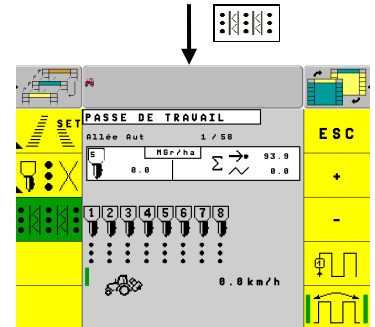 SET
PASSE DE TRAVAIL
Allée Aut 1/58
ESC
5 MGr/ha 93.9
0.0 0.0
+
1 2 3 4 5 6 7 8
-
0.0km/h